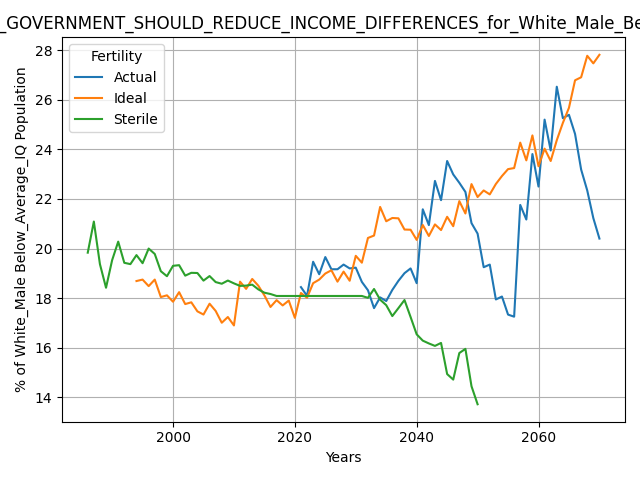 _GOVERNMENT_SHOULD_REDUCE_INCOME_DIFFERENCES_for_White_Male_Be
Fertility
Actual
Ideal
Sterile
28
26
24
22
20
18
16
14
% of White_Male Below_Average_IQ Population
2000
2020
2040
2060
Years